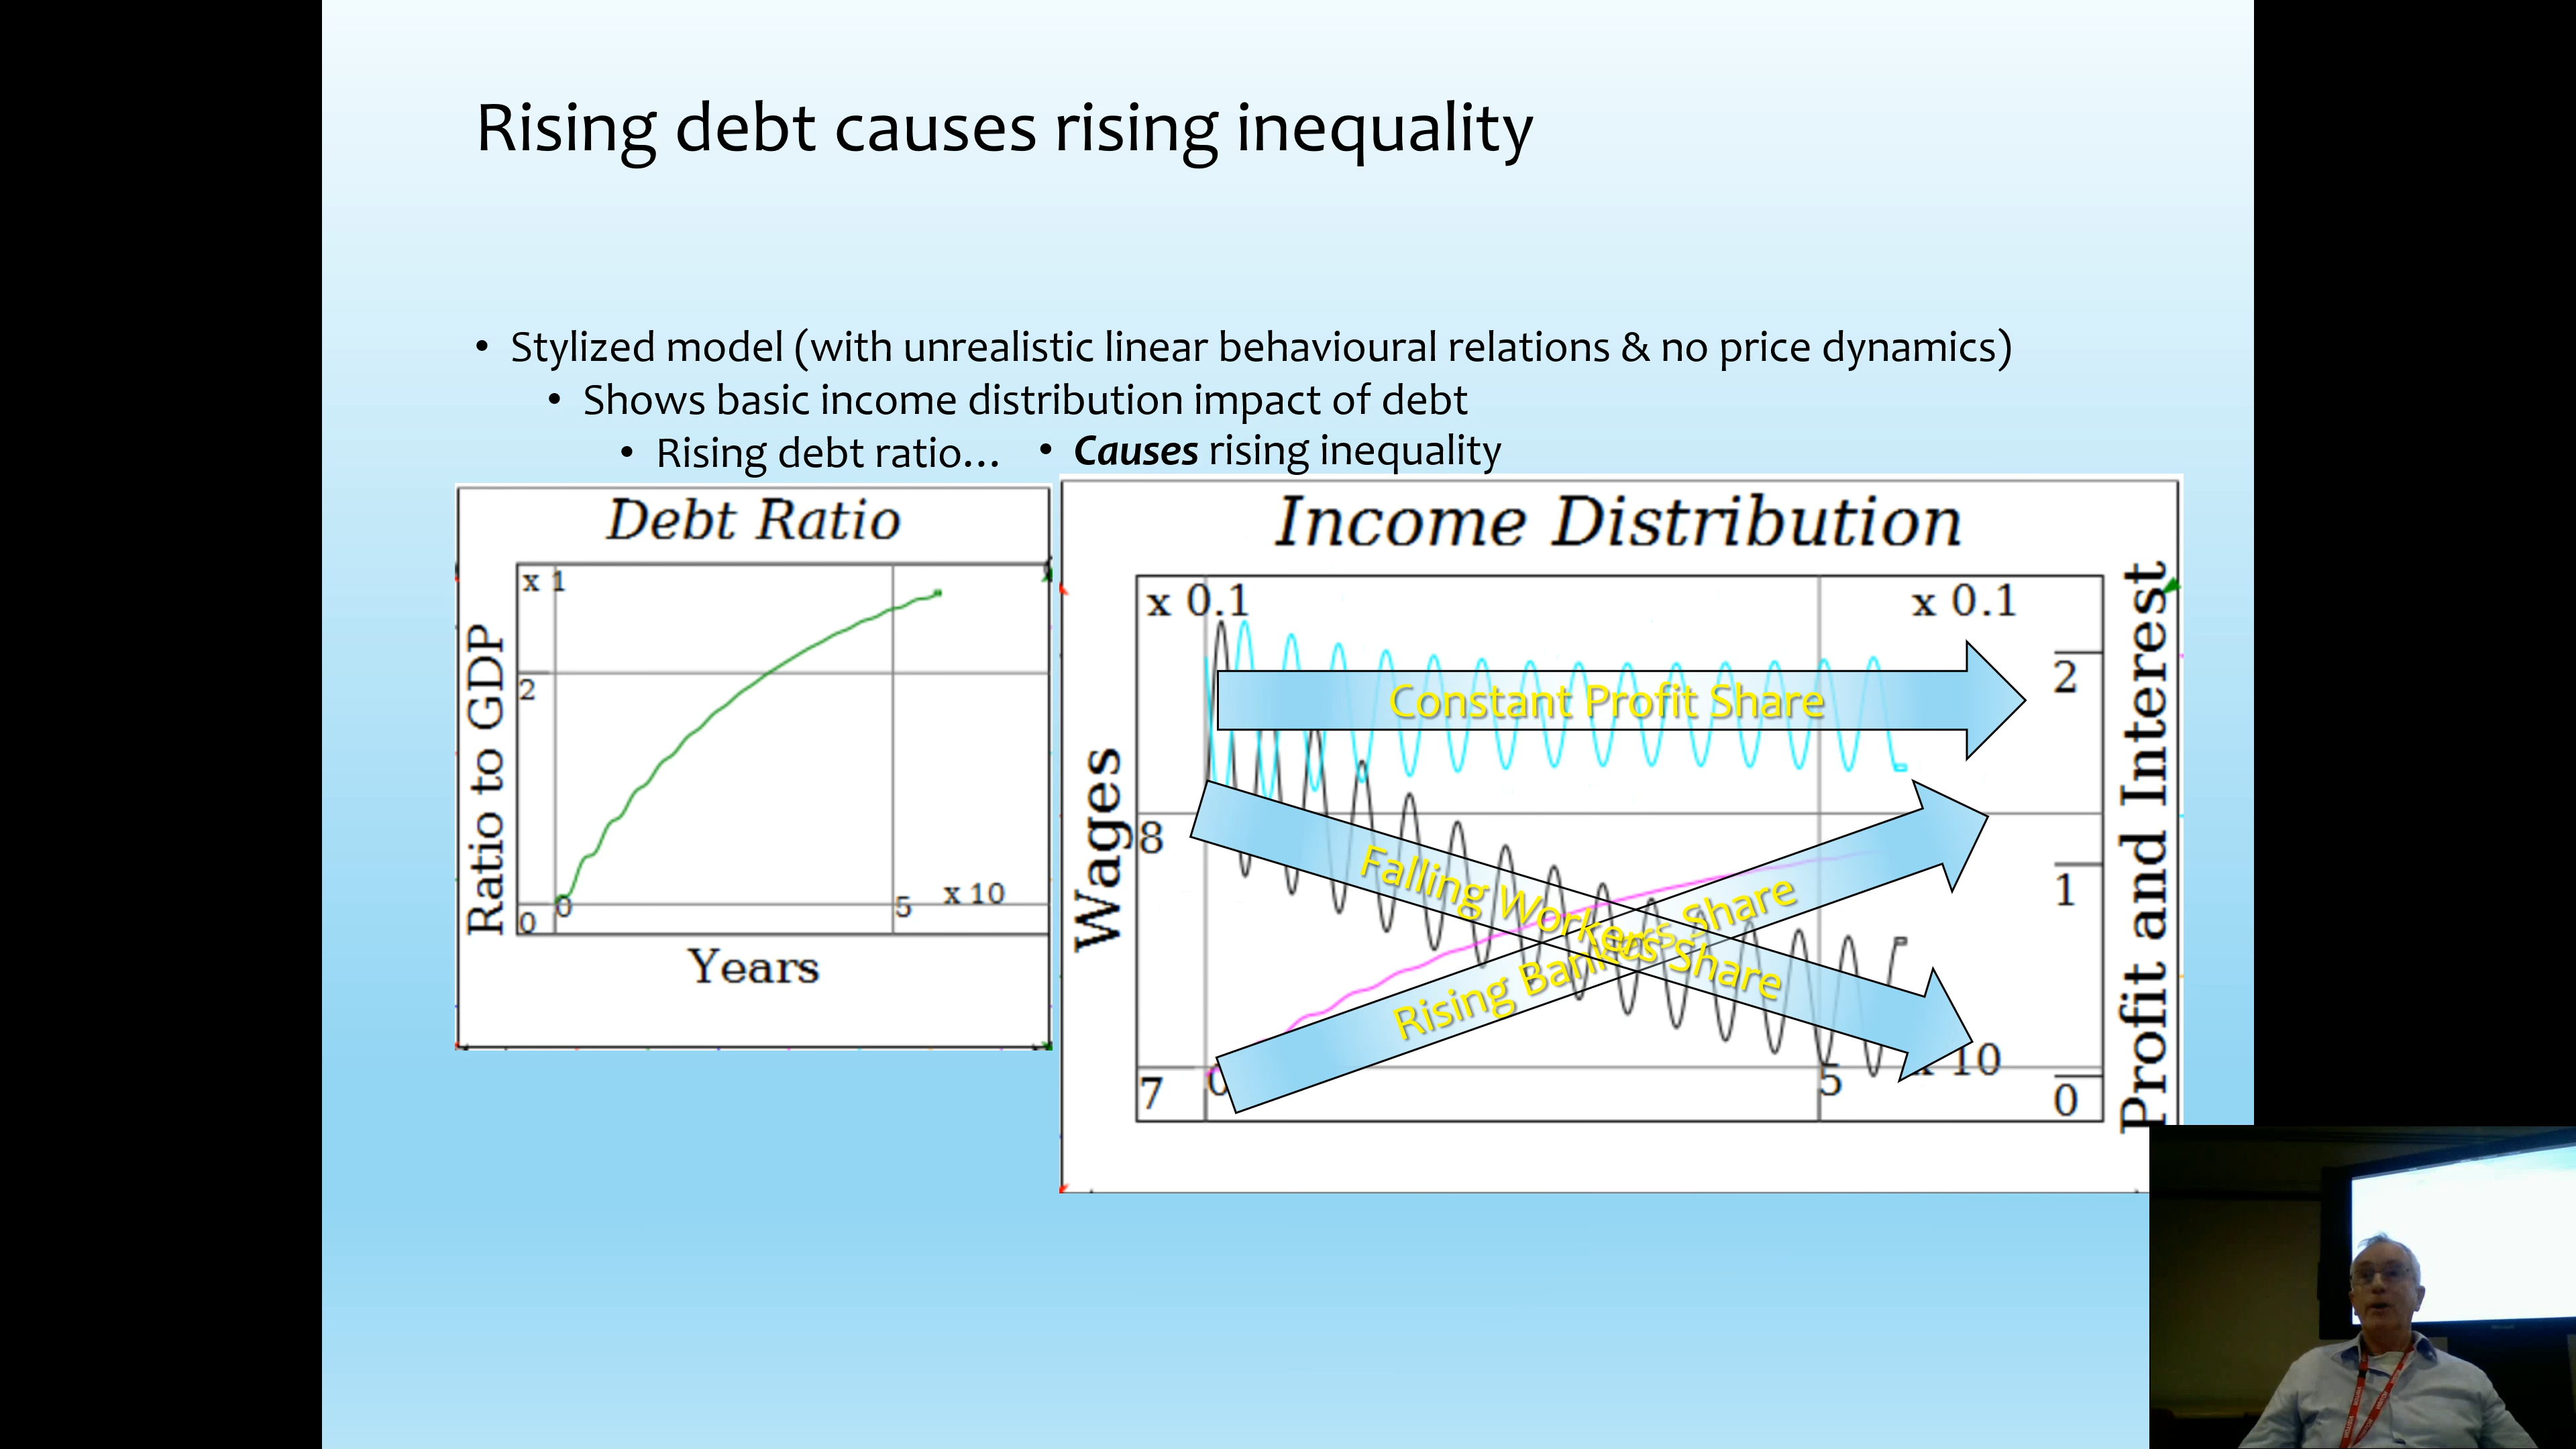 Rising debt causes rising inequality
• Stylized model (with unrealistic linear behavioural relations & no price dynamics)
• Shows basic income distribution impact of debt
• Rising debt ratio… • Causes rising inequality
Debt Ratio
x 1
Ratio to GDP
2
0
0
5
x 10
Years
Income Distribution
x 0.1
x 0.1
Wages
8
7
0
5
x 10
2
1
0
Profit and Interest
Constant Profit Share
Falling Workers Share
Rising Bankers Share